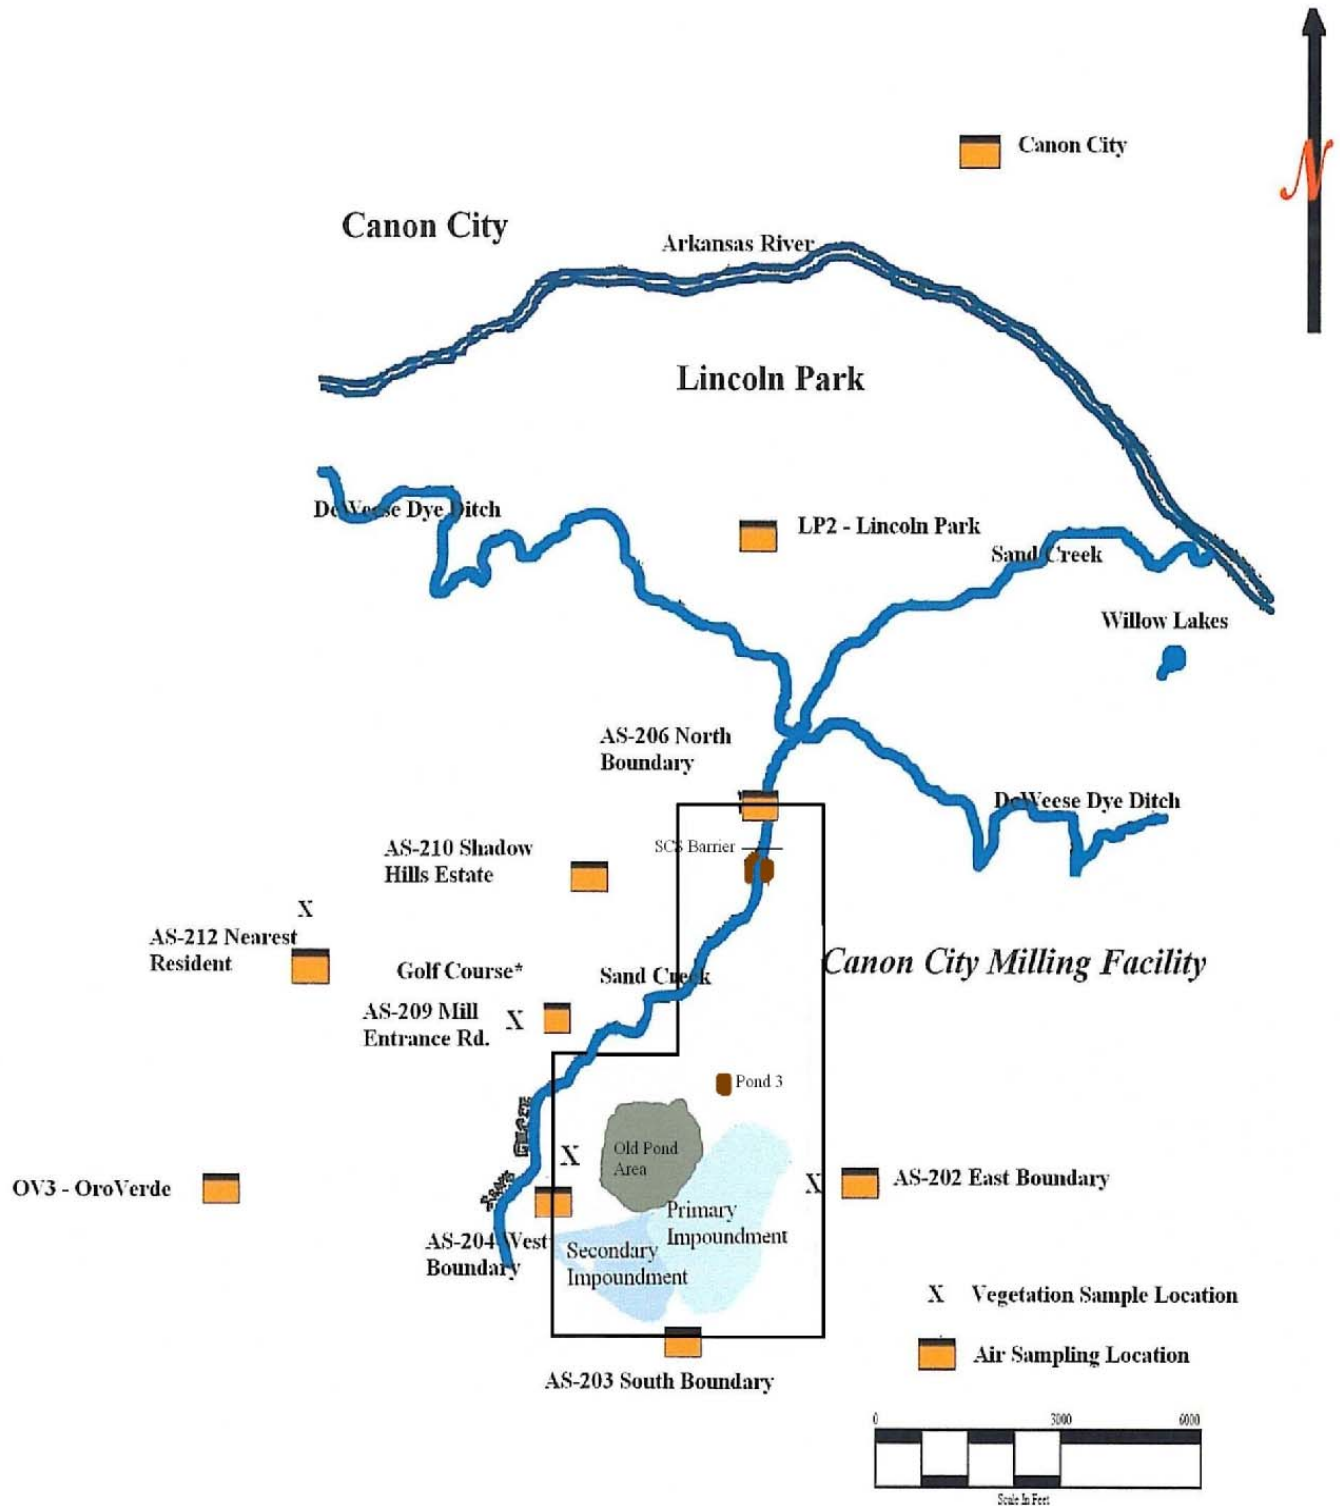 Canon City
N
Canon City
Arkansas River
Lincoln Park
DeWeese Dye Ditch
LP2 - Lincoln Park
Sand Creek
Willow Lakes
AS-206 North
Boundary
DeWeese Dye Ditch
SCS Barrier
AS-210 Shadow
Hills Estate
X
AS-212 Nearest
Resident
Canon City Milling Facility
Golf Course*
Sand Creek
AS-209 Mill
Entrance Rd.
X
Pond 3
Old Pond
Area
X
X
AS-202 East Boundary
OV3 - OroVerde
Primary
Impoundment
AS-204 West
Boundary
Secondary
Impoundment
X Vegetation Sample Location
Air Sampling Location
AS-203 South Boundary
0 3000 6000
Scale In Feet